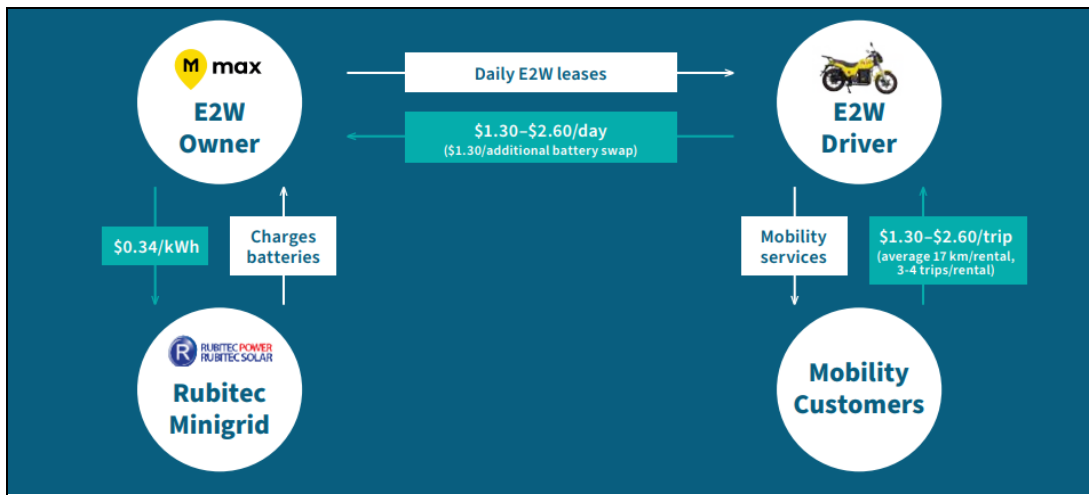 M max
E2W
Owner
Daily E2W leases
$1.30–$2.60/day
($1.30/additional battery swap)
E2W
Driver
$0.34/kWh
Charges
batteries
Mobility
services
$1.30–$2.60/trip
(average 17 km/rental,
3-4 trips/rental)
R RUBITEC POWER
RUBITEC SOLAR
Rubitec
Minigrid
Mobility
Customers